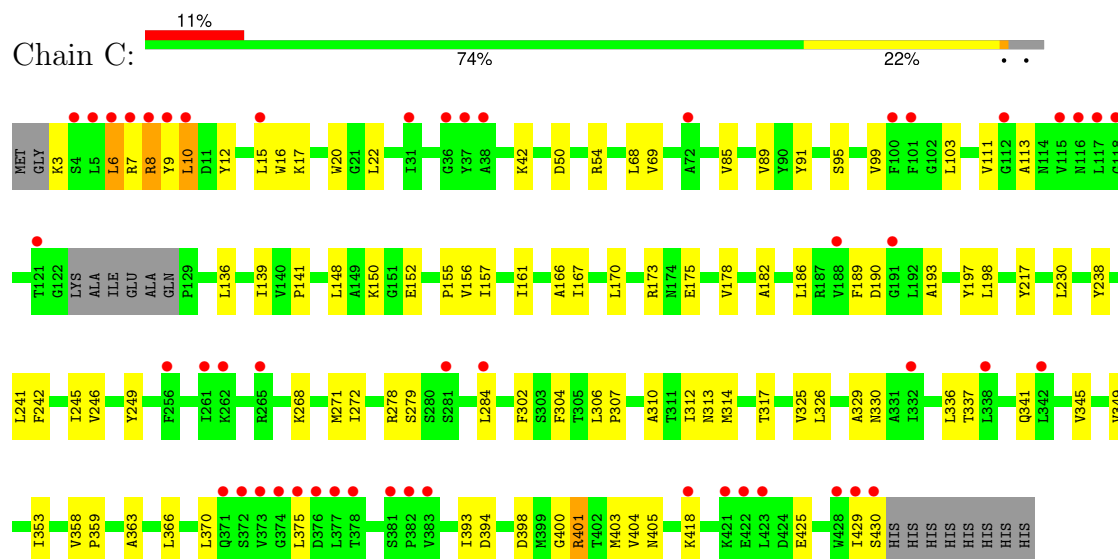 11%
Chain C:
74% 22% • •
MET GLY K3 S4 L5 L6 R7 R8 Y9 L10 D11 Y12 L15 W16 K17 W20 G21 L22 I31 G36 Y37 A38 K42 D50 R54 L68 V69 A72 V85 V89 Y90 Y91 S95 V99 F100 F101 G102 L103 V111 G112 A113 N114 V115 N116 L117 G118
T121 G122 LYS ALA ILE GLU ALA GLN P129 L136 I139 V140 P141 L148 A149 K150 G151 E152 P155 V156 I157 I161 A166 I167 L170 R173 N174 E175 V178 A182 L186 R187 V188 F189 D190 G191 L192 A193 Y197 L198 Y217 L230 Y238
L241 F242 I245 V246 Y249 F256 I261 K262 R265 K268 M271 I272 R278 S279 S280 S281 L284 F302 S303 F304 T305 L306 P307 A310 T311 I312 N313 M314 T317 V325 L326 A329 N330 A331 I332 L336 T337 L338 Q341 L342 V345 V349
I353 V358 P359 A363 L366 L370 Q371 S372 V373 G374 L375 D376 L377 T378 S381 P382 V383 I393 D394 D398 M399 G400 R401 T402 M403 V404 N405 K418 K421 E422 L423 D424 E425 W428 I429 S430 HIS HIS HIS HIS HIS HIS